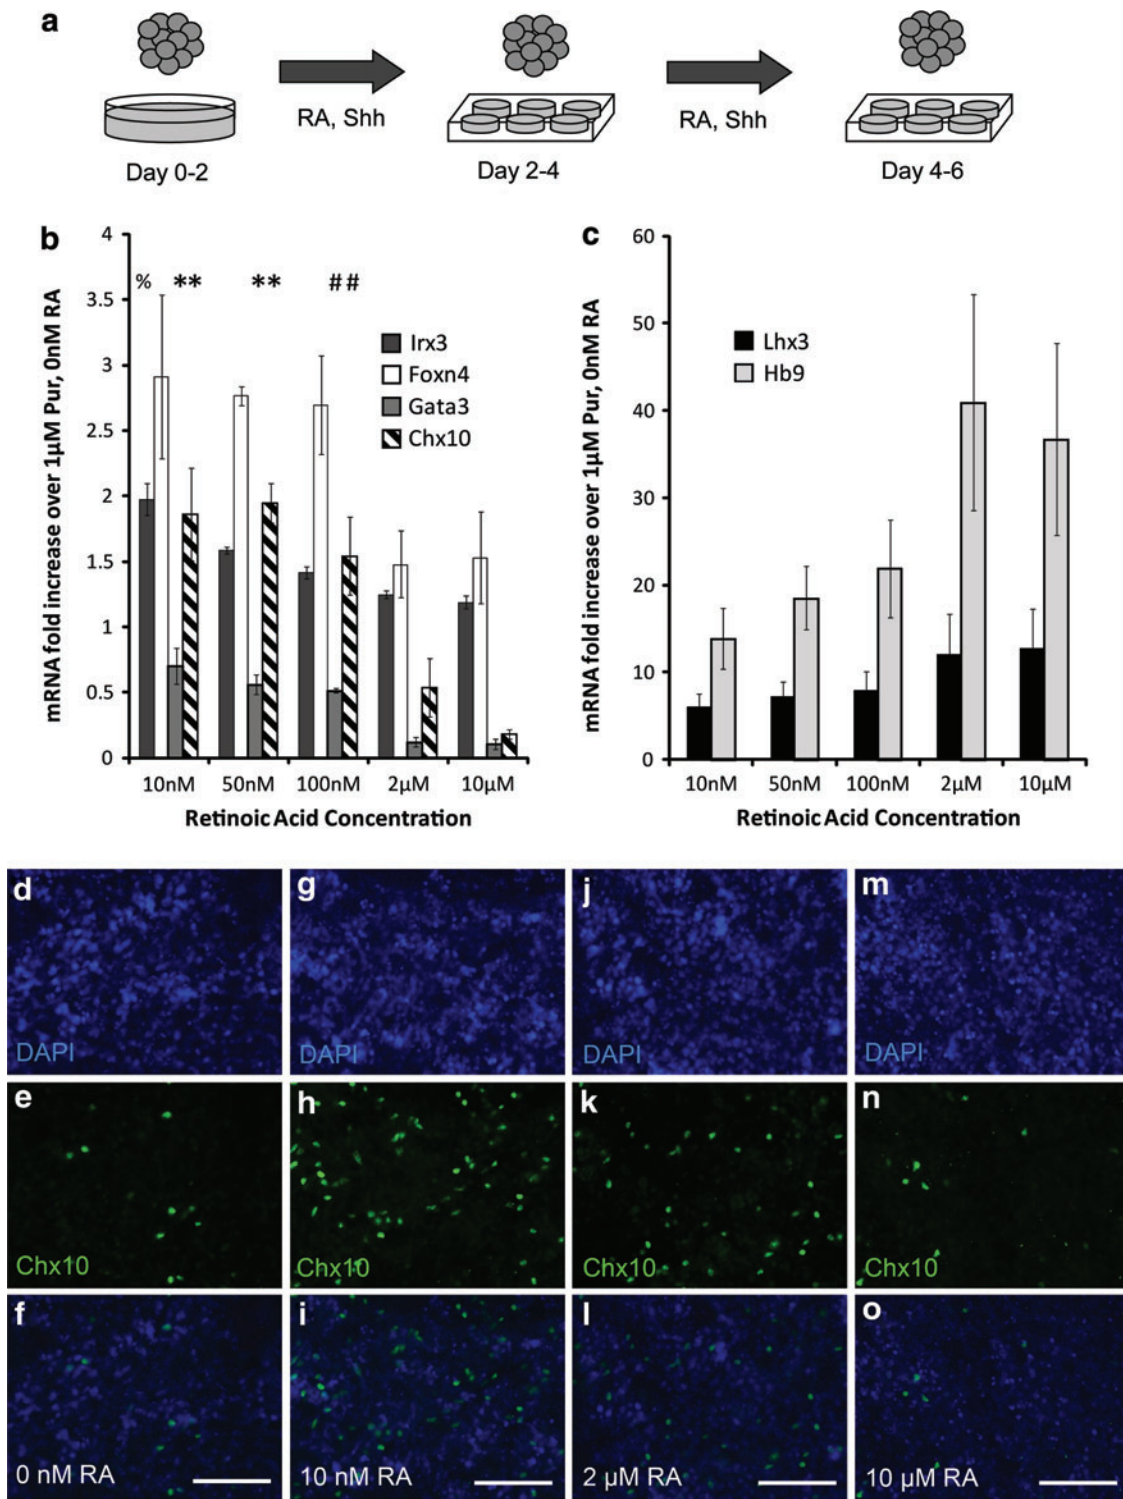 a
RA, Shh
RA, Shh
Day 0-2
Day 2-4
Day 4-6
b
mRNA fold increase over 1μM Pur, 0nM RA
4
3.5
3
2.5
2
1.5
1
0.5
0
% ** ** ##
Irx3
Foxn4
Gata3
Chx10
10nM 50nM 100nM 2μM 10μM
Retinoic Acid Concentration
c
mRNA fold increase over 1μM Pur, 0nM RA
60
50
40
30
20
10
0
Lhx3
Hb9
10nM 50nM 100nM 2μM 10μM
Retinoic Acid Concentration
d
DAPI
g
DAPI
j
DAPI
m
DAPI
e
Chx10
h
Chx10
k
Chx10
n
Chx10
f
0 nM RA
i
10 nM RA
l
2 μM RA
o
10 μM RA